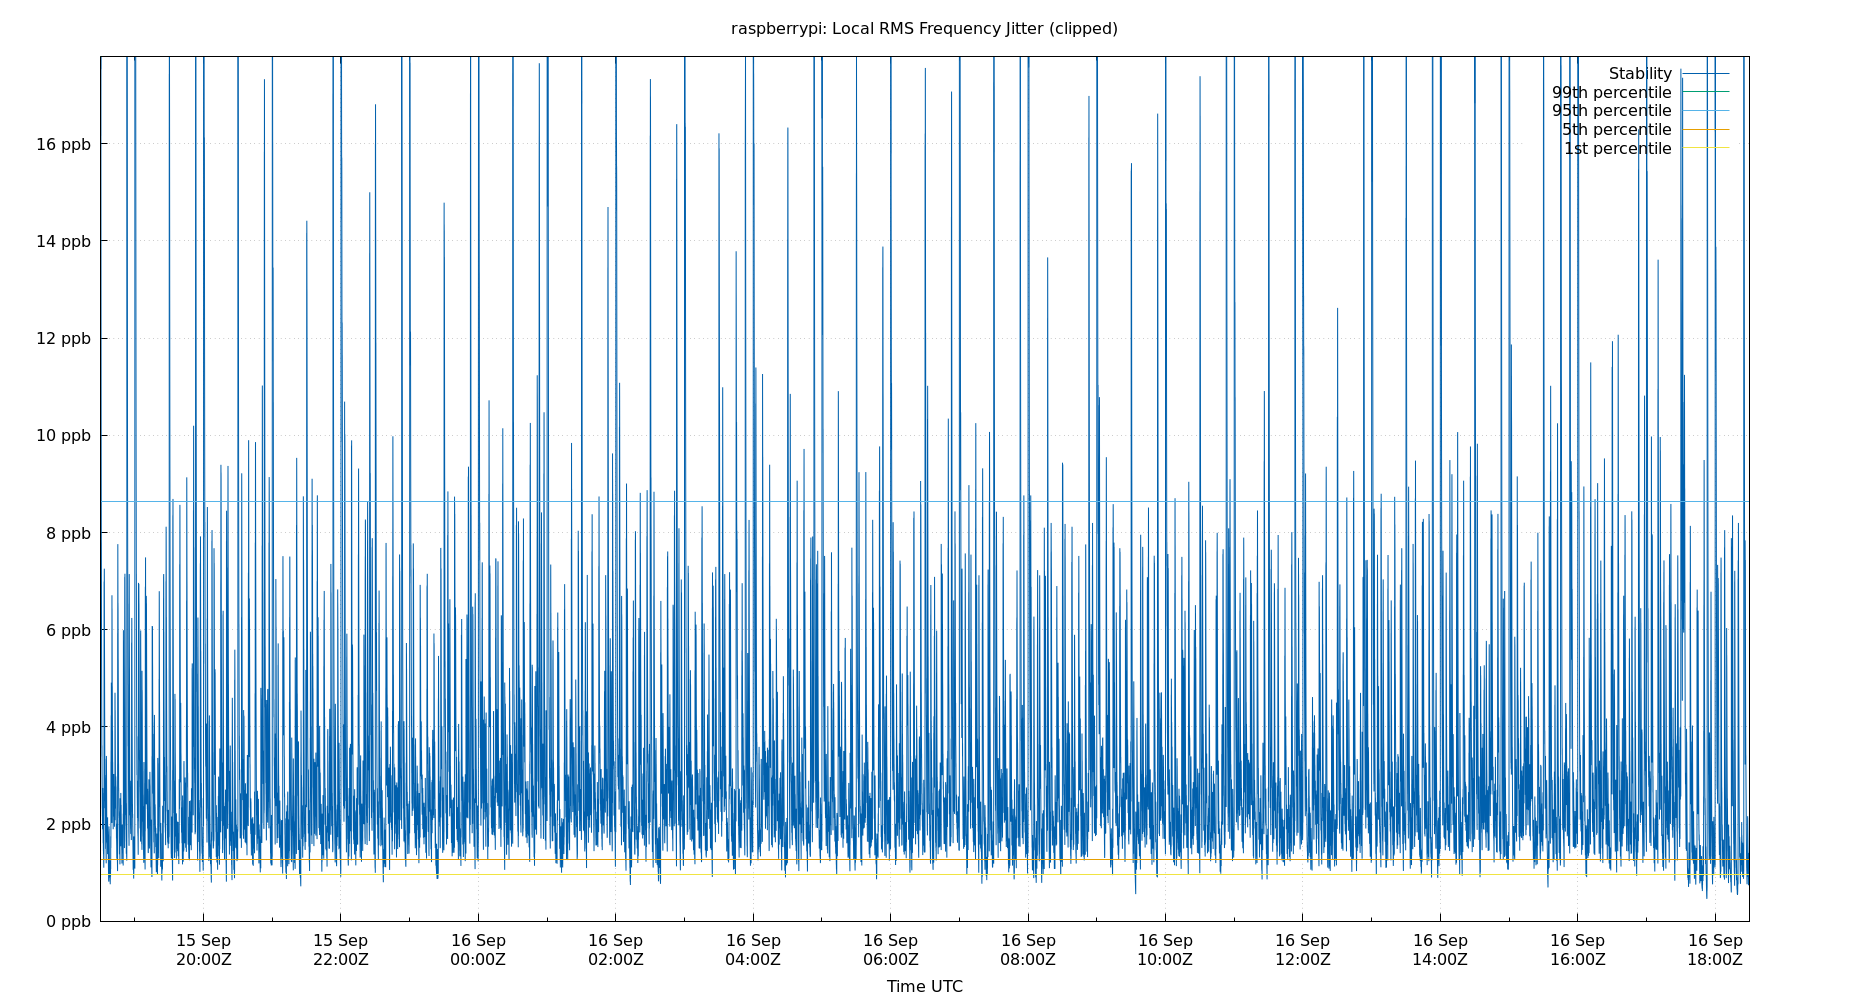 raspberrypi: Local RMS Frequency Jitter (clipped)
Stability
99th percentile
95th percentile
5th percentile
1st percentile
16 ppb
14 ppb
12 ppb
10 ppb
8 ppb
6 ppb
4 ppb
2 ppb
0 ppb
15 Sep 15 Sep 16 Sep 16 Sep 16 Sep 16 Sep 16 Sep 16 Sep 16 Sep 16 Sep 16 Sep 16 Sep
20:00Z 22:00Z 00:00Z 02:00Z 04:00Z 06:00Z 08:00Z 10:00Z 12:00Z 14:00Z 16:00Z 18:00Z
Time UTC